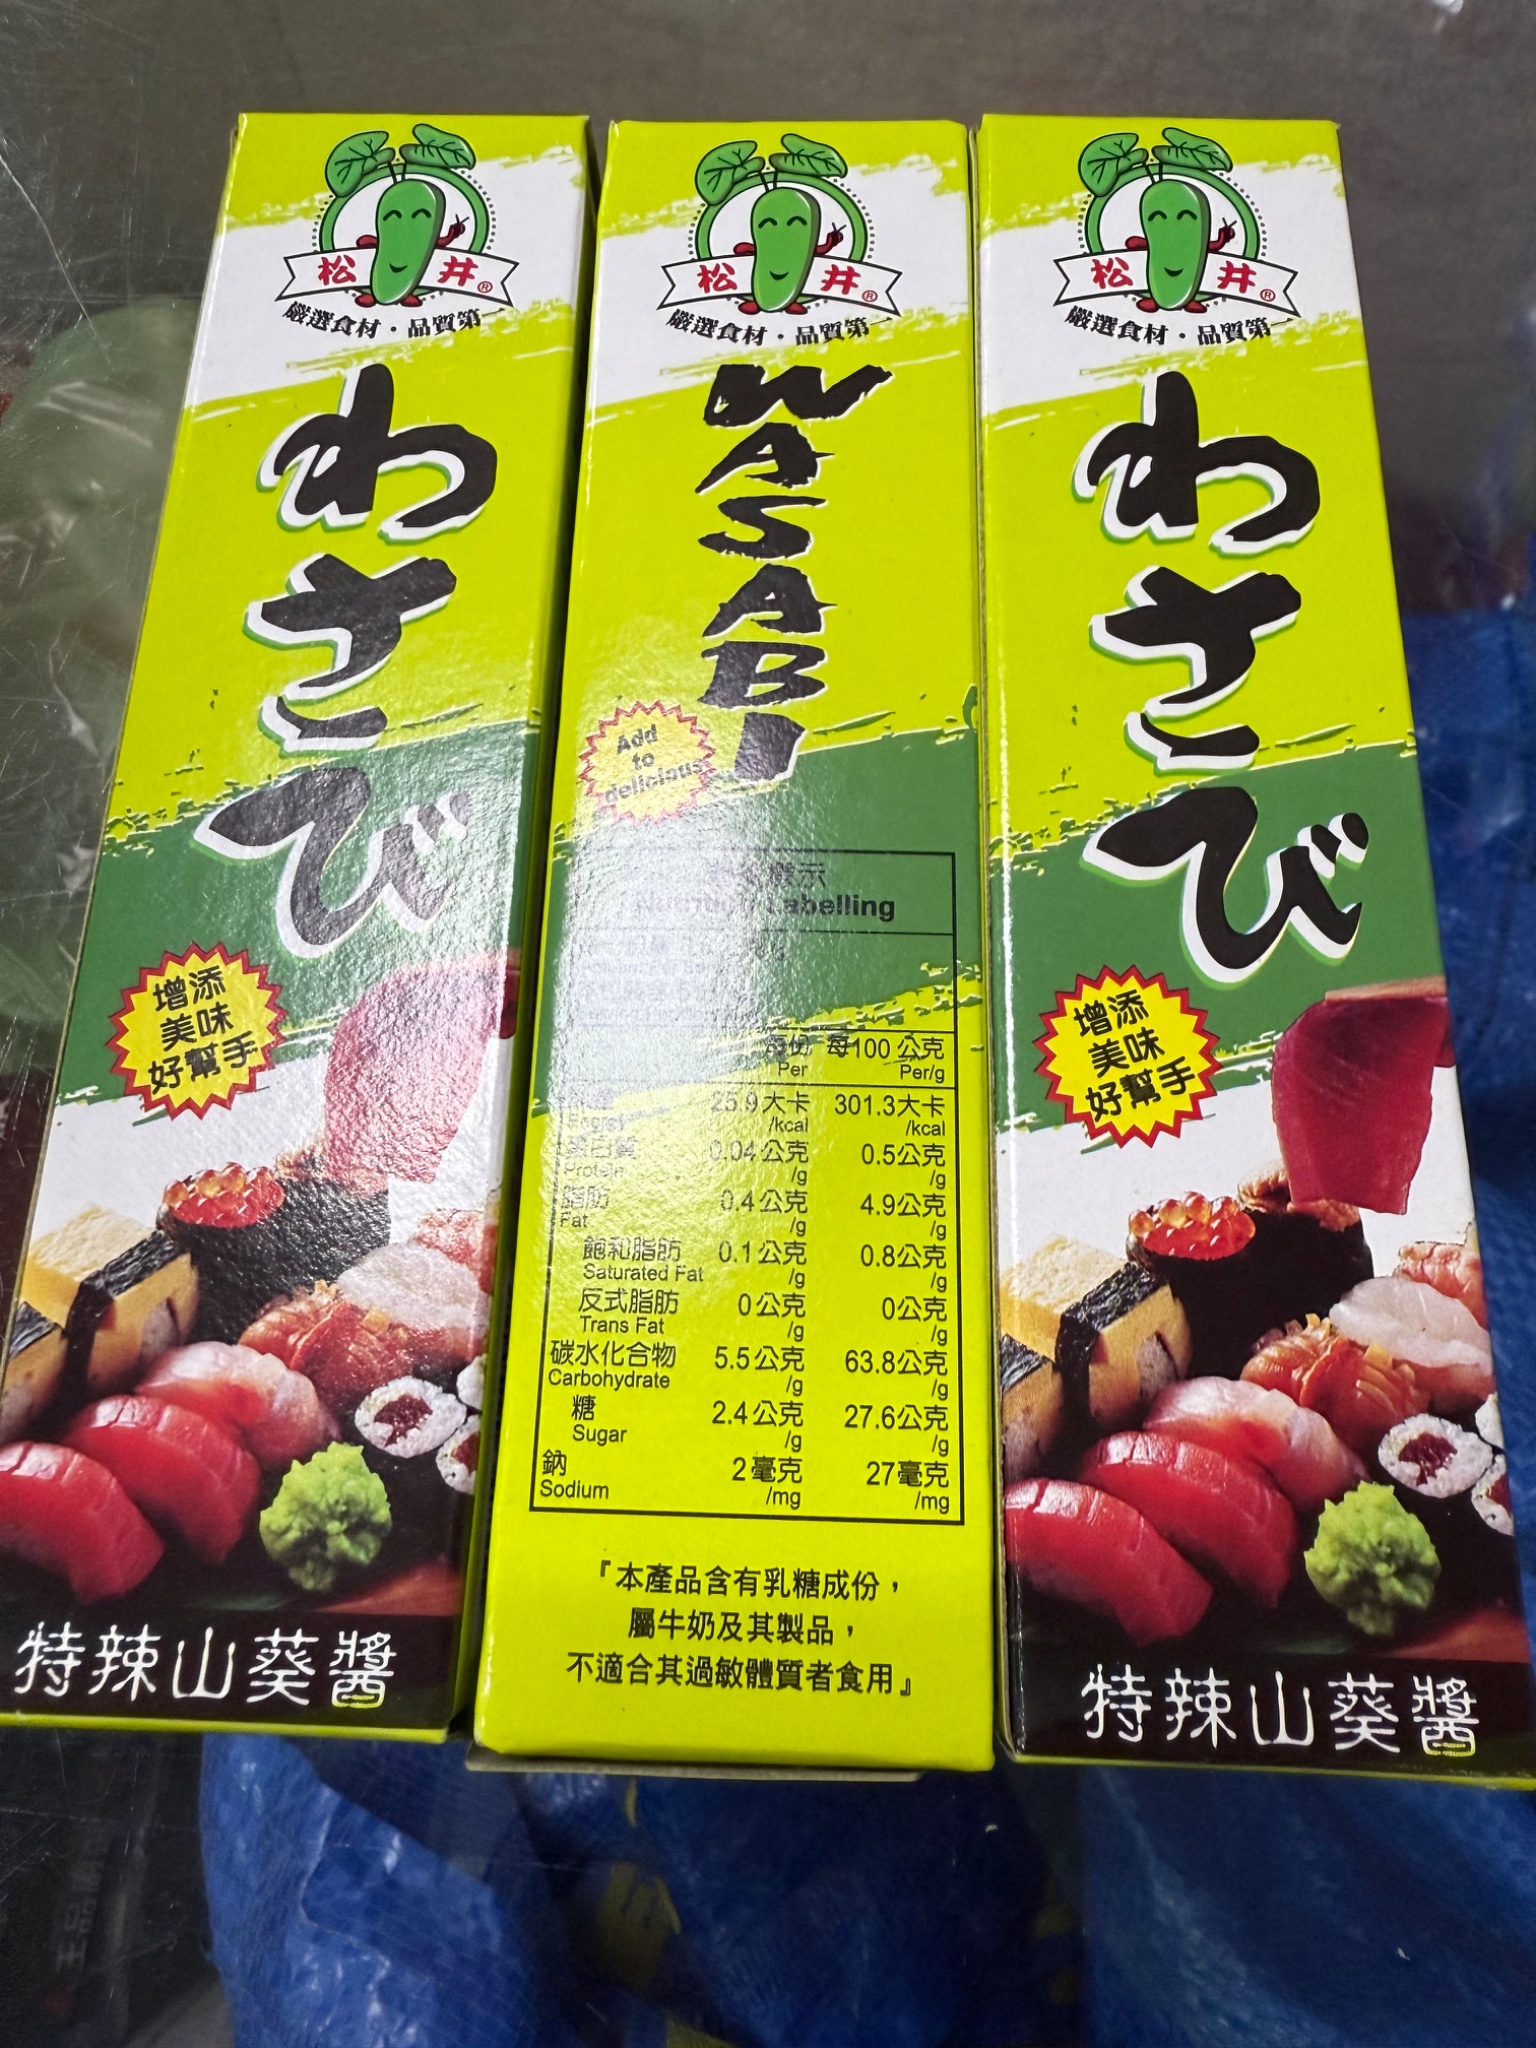 松 井®
嚴選食材・品質第一
わさび
增添
美味
好幫手
特辣山葵醬
松 井®
嚴選食材・品質第一
WASABI
Add
to
delicious
示
Labelling
每份 每100公克
Per Per/g
25.9大卡 301.3大卡
/kcal /kcal
蛋白質 0.04公克 0.5公克
Protein /g /g
脂肪 0.4公克 4.9公克
Fat /g /g
飽和脂肪 0.1公克 0.8公克
Saturated Fat /g /g
反式脂肪 0公克 0公克
Trans Fat /g /g
碳水化合物 5.5公克 63.8公克
Carbohydrate /g /g
糖 2.4公克 27.6公克
Sugar /g /g
鈉 2毫克 27毫克
Sodium /mg /mg
『本產品含有乳糖成份，
屬牛奶及其製品，
不適合其過敏體質者食用』
松 井®
嚴選食材・品質第一
わさび
增添
美味
好幫手
特辣山葵醬